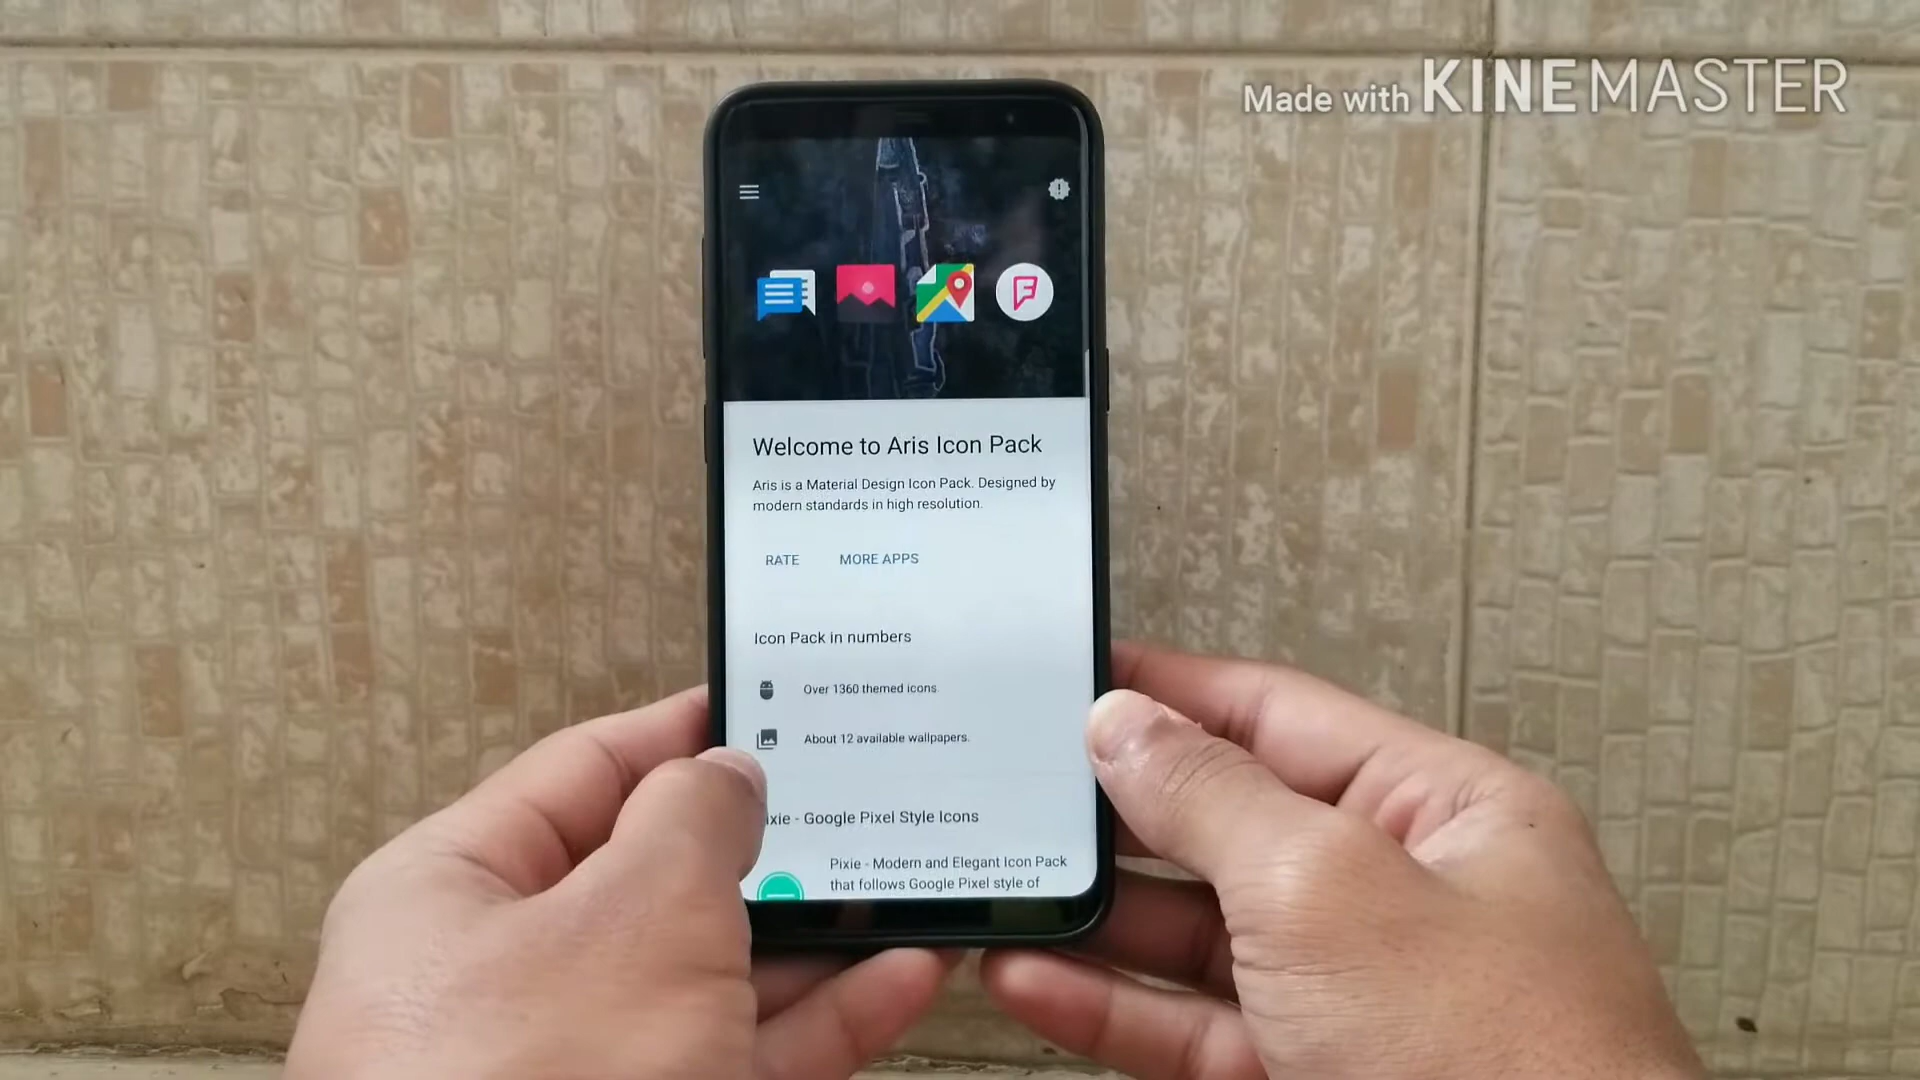 Made with KINEMASTER
Welcome to Aris Icon Pack
Aris is a Material Design Icon Pack. Designed by
modern standards in high resolution.
RATE MORE APPS
Icon Pack in numbers
Over 1360 themed icons.
About 12 available wallpapers.
ixie - Google Pixel Style Icons
Pixie - Modern and Elegant Icon Pack
that follows Google Pixel style of